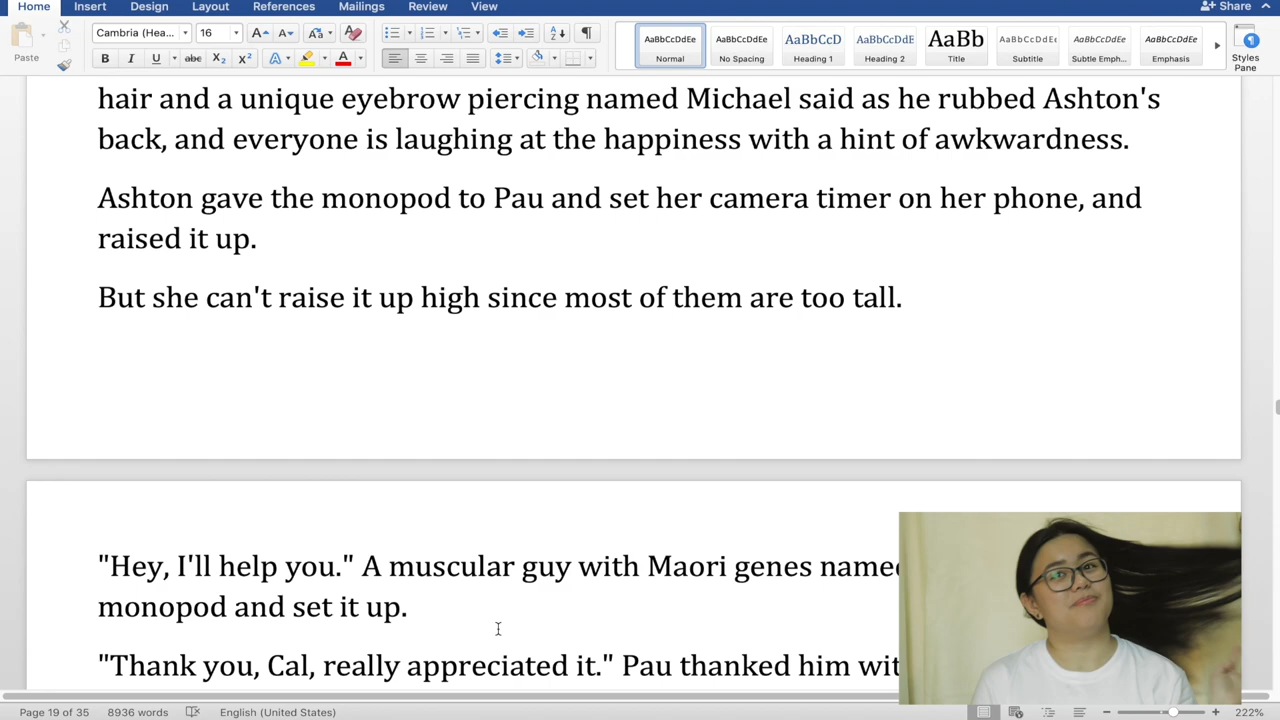 Home Insert Design Layout References Mailings Review View Share
Paste Cambria (Hea... 16 AaBbCcDdEe AaBbCcDdEe AaBbCcD AaBbCcDdE AaBb AaBbCcDdEe AaBbCcDdEe AaBbCcDdEe
B I U abc X2 X2 A A Normal No Spacing Heading 1 Heading 2 Title Subtitle Subtle Emph... Emphasis Styles Pane
hair and a unique eyebrow piercing named Michael said as he rubbed Ashton's
back, and everyone is laughing at the happiness with a hint of awkwardness.
Ashton gave the monopod to Pau and set her camera timer on her phone, and
raised it up.
But she can't raise it up high since most of them are too tall.
"Hey, I'll help you." A muscular guy with Maori genes named
monopod and set it up.
"Thank you, Cal, really appreciated it." Pau thanked him
Page 19 of 35 8936 words English (United States) 222%